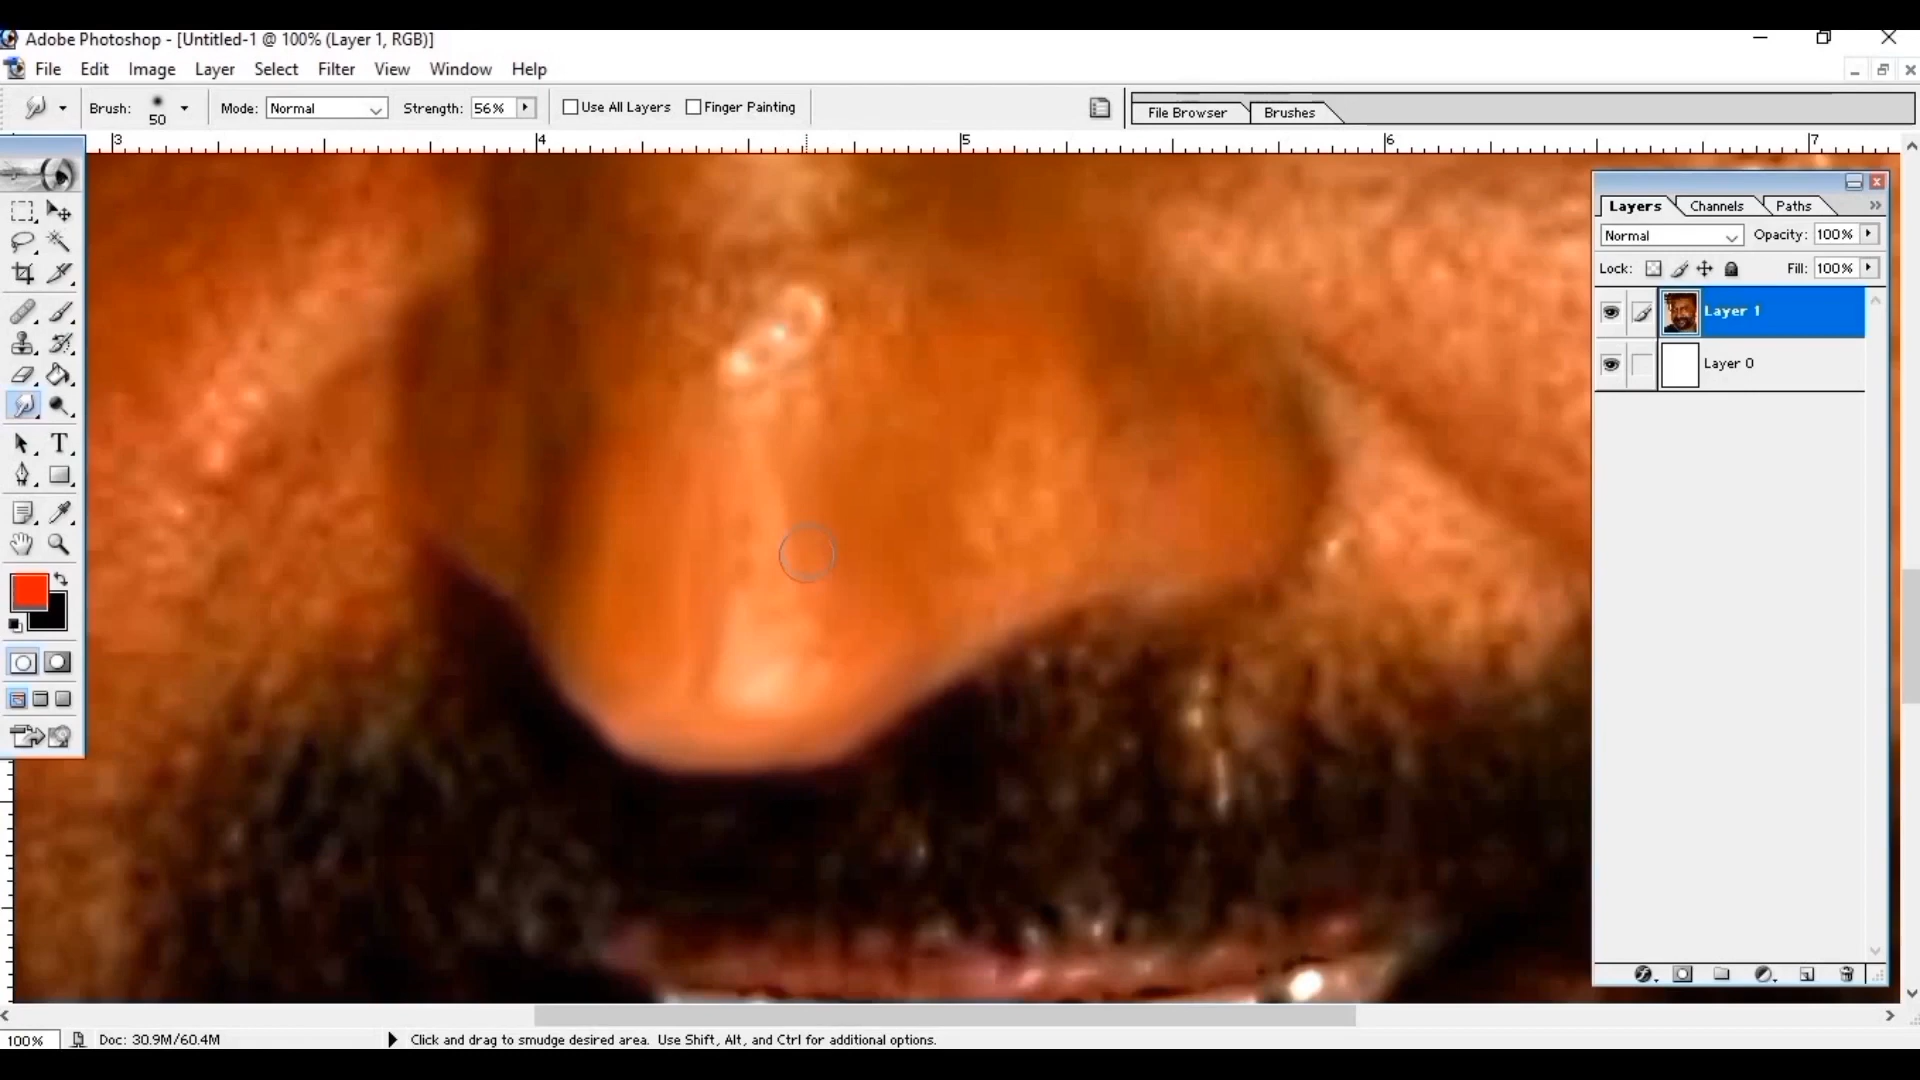 Adobe Photoshop - [Untitled-1 @ 100% (Layer 1, RGB)]
File Edit Image Layer Select Filter View Window Help
Brush: 50 Mode: Normal Strength: 56% Use All Layers Finger Painting File Browser Brushes
3 4 5 6 7
Layers Channels Paths
Normal Opacity: 100%
Lock: Fill: 100%
Layer 1
Layer 0
T
100% Doc: 30.9M/60.4M Click and drag to smudge desired area. Use Shift, Alt, and Ctrl for additional options.